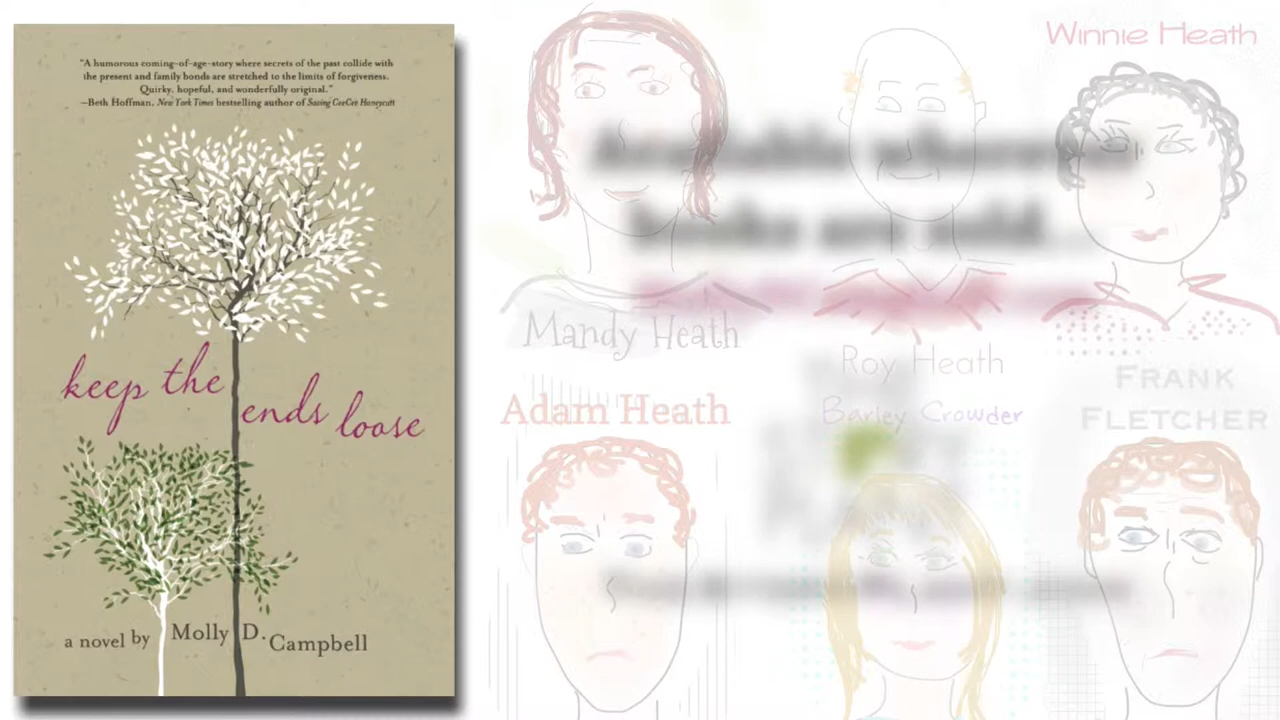 "A humorous coming-of-age-story where secrets of the past collide with
the present and family bonds are stretched to the limits of forgiveness.
Quirky, hopeful, and wonderfully original."
—Beth Hoffman, New York Times bestselling author of Saving CeeCee Honeycutt
keep the
ends loose
a novel by Molly D. Campbell
Winnie Heath
Mandy Heath
Roy Heath
Adam Heath
Barley Crowder
FRANK
FLETCHER
books are sold